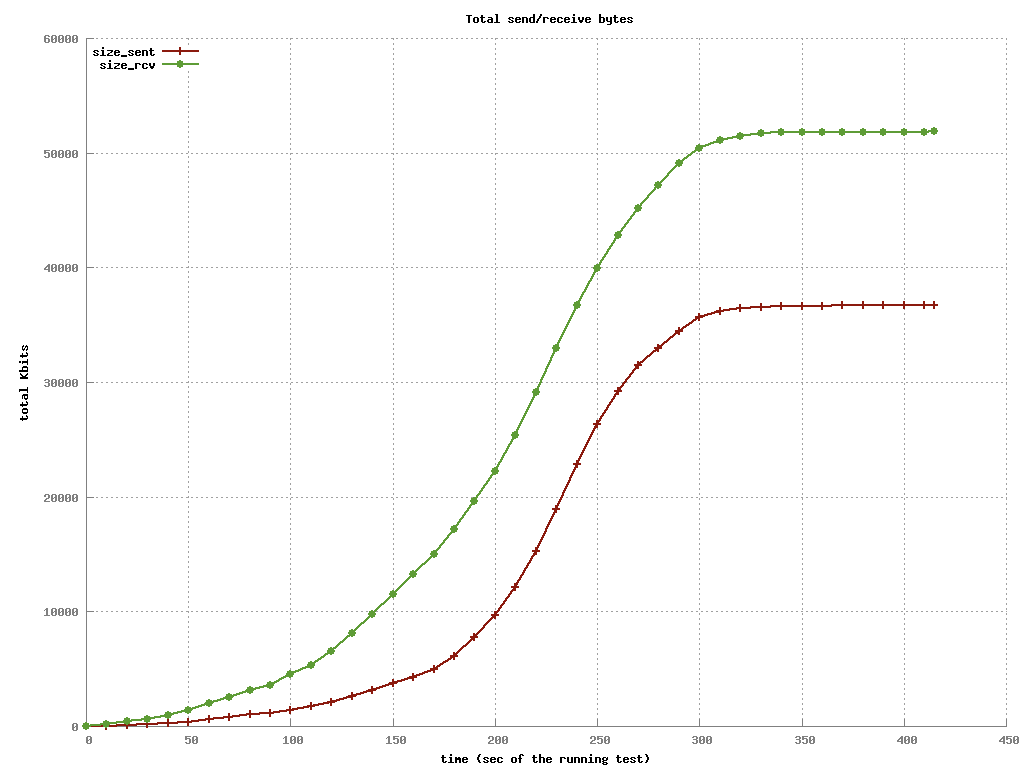 Total send/receive bytes
60000
size_sent
size_rcv
50000
40000
30000
total Kbits
20000
10000
0
0 50 100 150 200 250 300 350 400 450
time (sec of the running test)